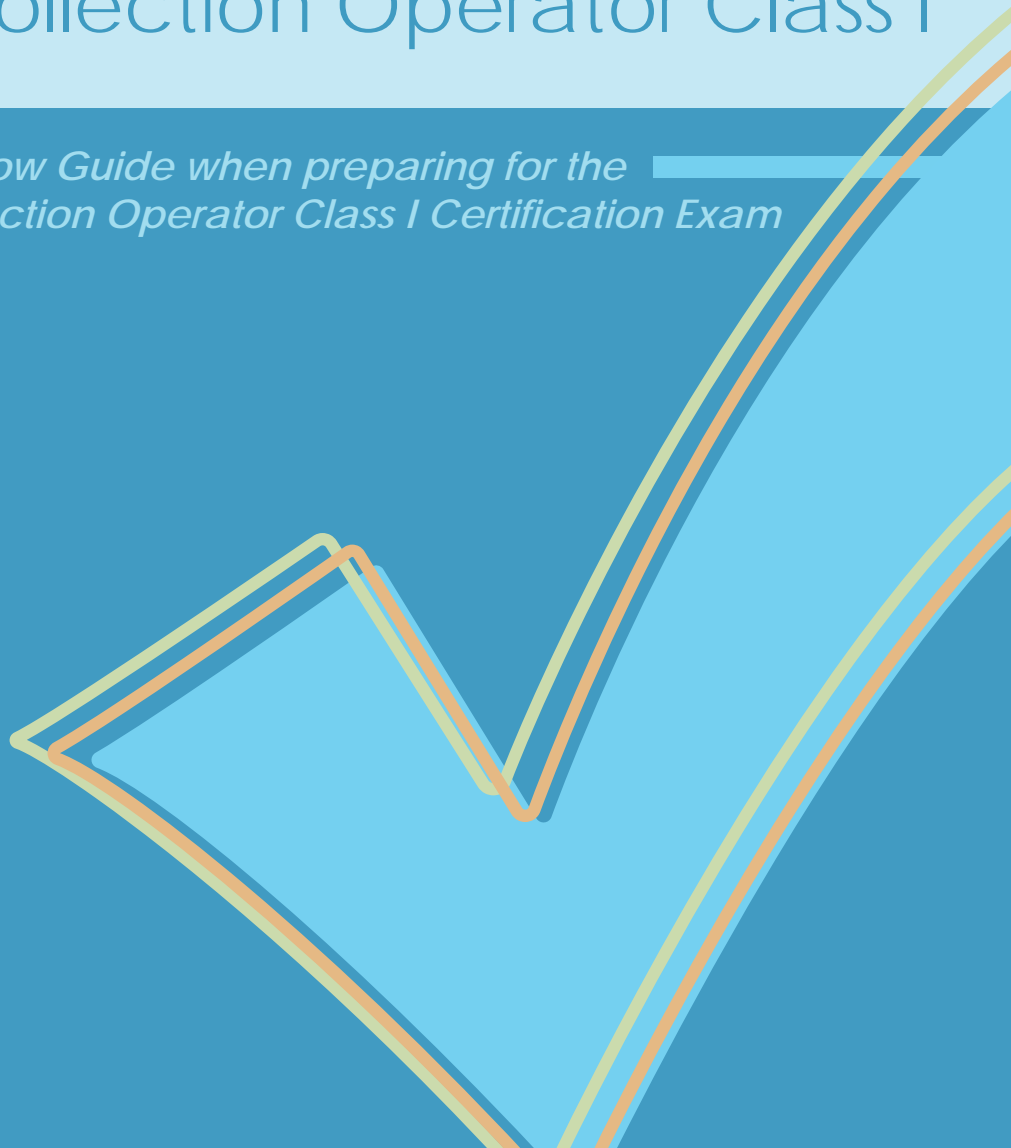 ollection Operator Class I
ow Guide when preparing for the
ction Operator Class I Certification Exam